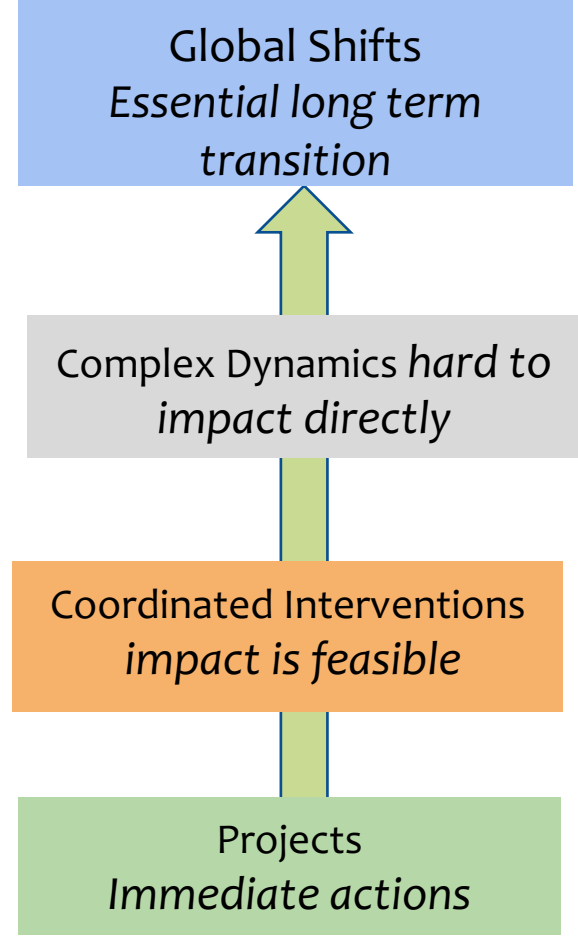 Global Shifts
Essential long term
transition
Complex Dynamics hard to
impact directly
Coordinated Interventions
impact is feasible
Projects
Immediate actions